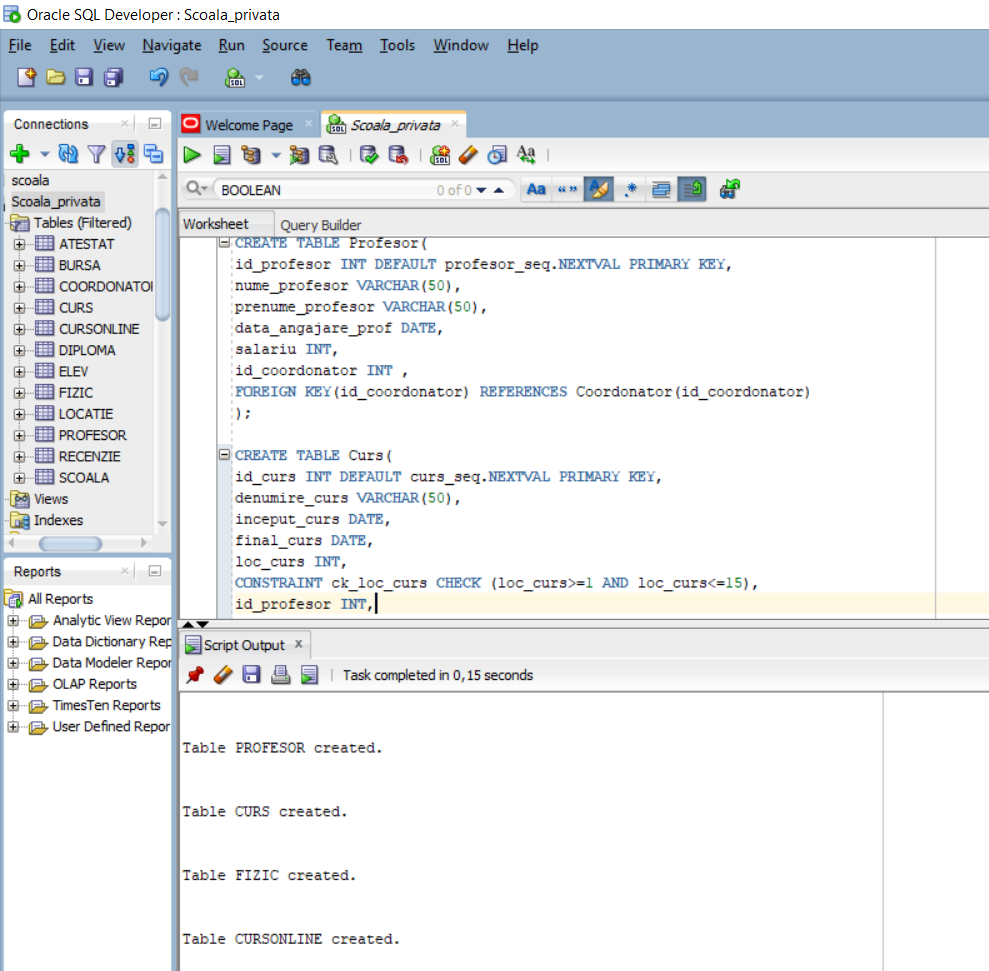 Oracle SQL Developer : Scoala_privata
File Edit View Navigate Run Source Team Tools Window Help
Connections
scoala
Scoala_privata
Tables (Filtered)
ATESTAT
BURSA
COORDONATO
CURS
CURSONLINE
DIPLOMA
ELEV
FIZIC
LOCATIE
PROFESOR
RECENZIE
SCOALA
Views
Indexes
Reports
All Reports
Analytic View Repor
Data Dictionary Rep
Data Modeler Repor
OLAP Reports
TimesTen Reports
User Defined Repor
Welcome Page
Scoala_privata
BOOLEAN 0 of 0 Aa “”
Worksheet Query Builder
CREATE TABLE Profesor(
id_profesor INT DEFAULT profesor_seq.NEXTVAL PRIMARY KEY,
nume_profesor VARCHAR(50),
prenume_profesor VARCHAR(50),
data_angajare_prof DATE,
salariu INT,
id_coordonator INT ,
FOREIGN KEY(id_coordonator) REFERENCES Coordonator(id_coordonator)
);
CREATE TABLE Curs(
id_curs INT DEFAULT curs_seq.NEXTVAL PRIMARY KEY,
denumire_curs VARCHAR(50),
inceput_curs DATE,
final_curs DATE,
loc_curs INT,
CONSTRAINT ck_loc_curs CHECK (loc_curs>=1 AND loc_curs<=15),
id_profesor INT,
Script Output
Task completed in 0,15 seconds
Table PROFESOR created.
Table CURS created.
Table FIZIC created.
Table CURSONLINE created.